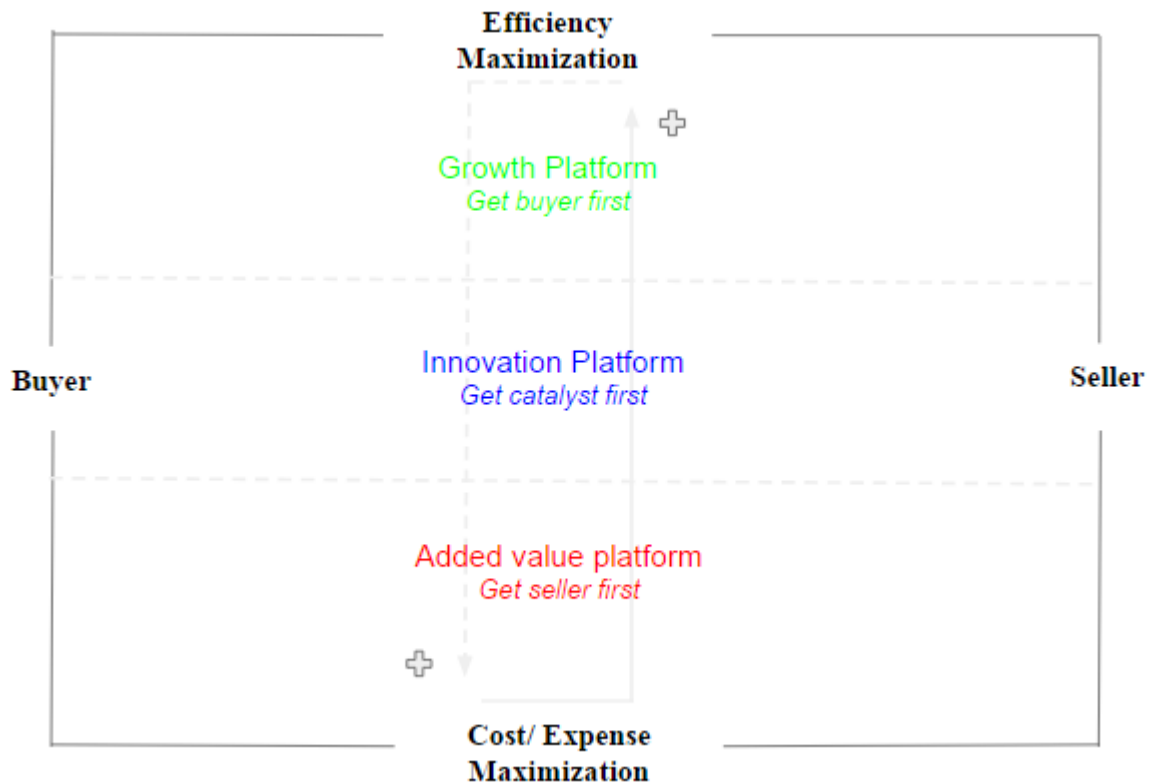 Efficiency
Maximization
Growth Platform
Get buyer first
Buyer
Innovation Platform
Get catalyst first
Seller
Added value platform
Get seller first
Cost/ Expense
Maximization